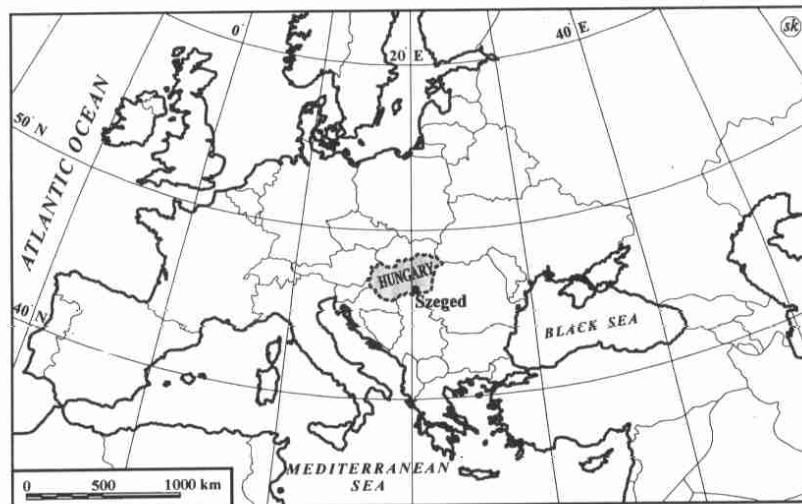 0°
20° E
40° E
sk
50° N
ATLANTIC OCEAN
HUNGARY
Szeged
40° N
BLACK SEA
MEDITERRANEAN
SEA
0 500 1000 km